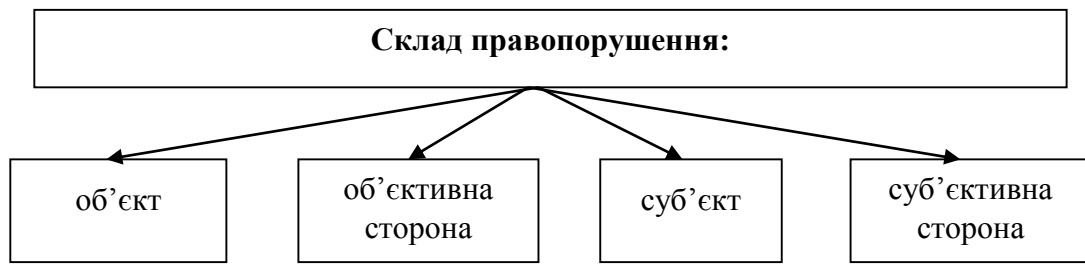 Склад правопорушення:
об’єкт
об’єктивна
сторона
суб’єкт
суб’єктивна
сторона